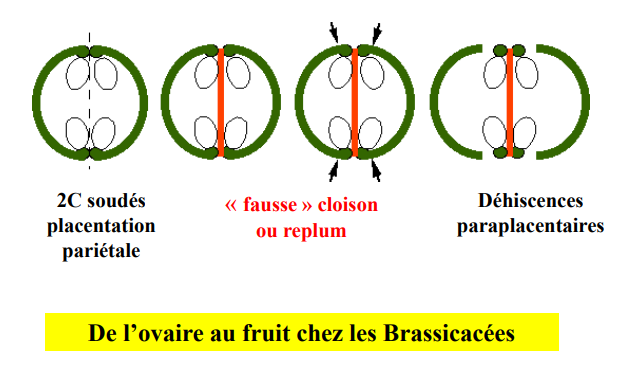 2C soudés
placentation
pariétale
« fausse » cloison
ou replum
Déhiscences
paraplacentaires
De l’ovaire au fruit chez les Brassicacées